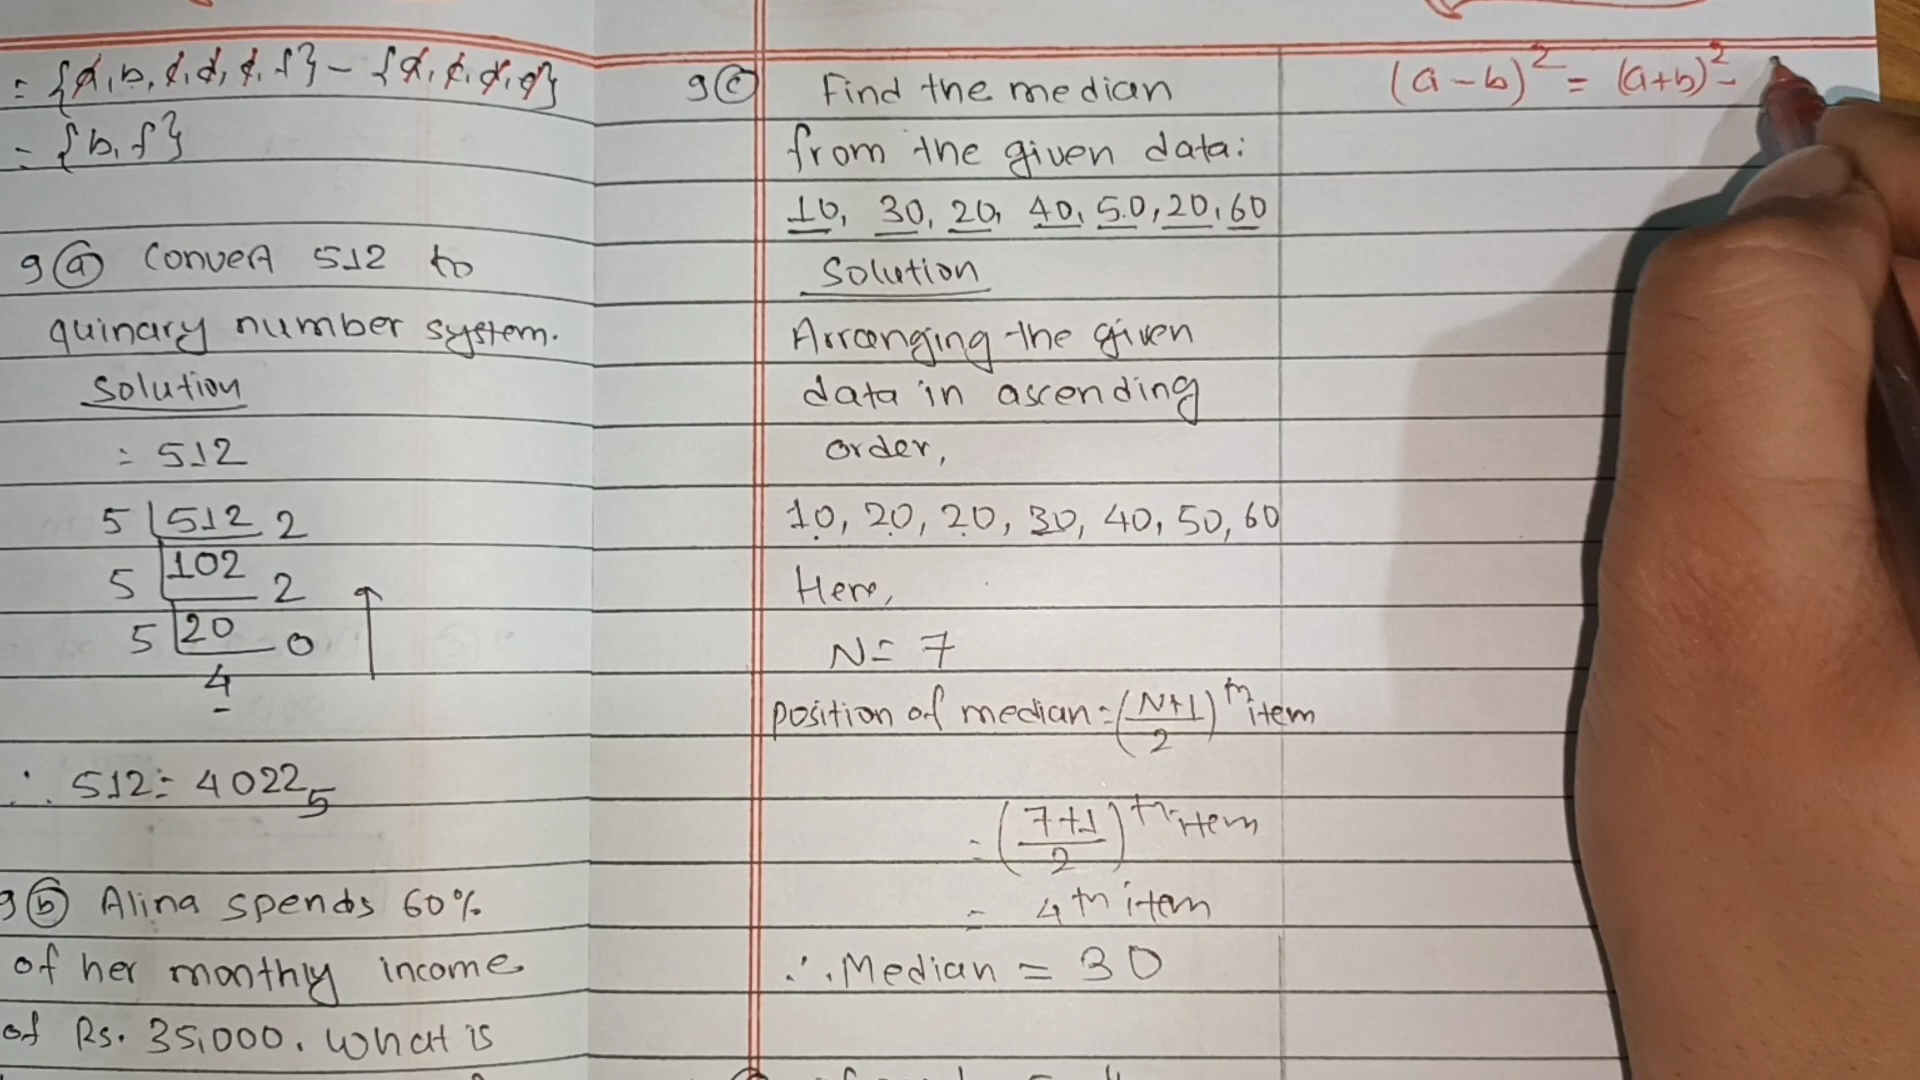 = {a, b, c, d, e, f} - {a, c, d, e}
= {b, f}
9 (a) Convert 512 to
quinary number system.
Solution
= 512
5 | 512 2
5 | 102 2
5 | 20 0
4
∴ 512 = 4022₅
9 (b) Alina spends 60%
of her monthly income
of Rs. 35,000. What is
9 (c) Find the median
from the given data:
10, 30, 20, 40, 50, 20, 60
Solution
Arranging the given
data in ascending
order,
10, 20, 20, 30, 40, 50, 60
Here,
N = 7
position of median = (N+1/2)th item
= (7+1/2)th item
= 4th item
∴ Median = 30
(a-b)² = (a+b)² -